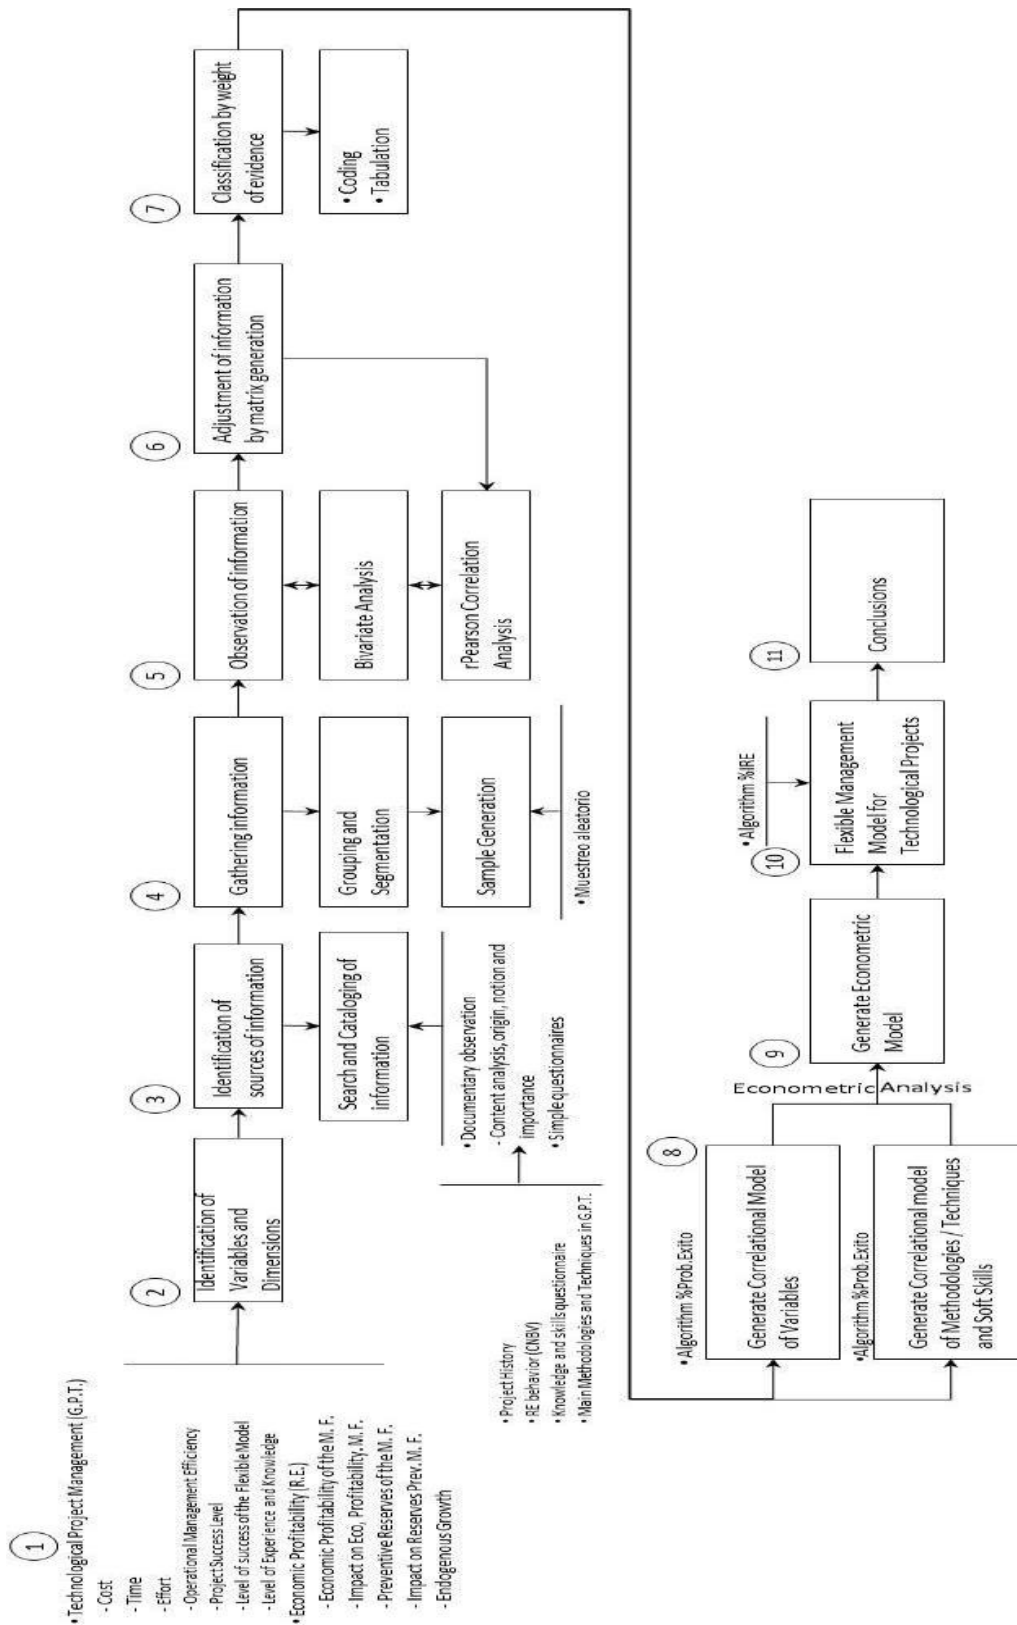 1
• Technological Project Management (G.P.T.)
- Cost
- Time
- Effort
- Operational Management Efficiency
- Project Success Level
- Level of success of the Flexible Model
- Level of Experience and Knowledge
• Economic Profitability (R.E.)
- Economic Profitability of the M. F.
- Impact on Eco, Profitability. M. F.
- Preventive Reserves of the M. F.
- Impact on Reserves Prev. M. F.
- Endogenous Growth
2
Identification of
Variables and
Dimensions
3
Identification of
sources of information
Search and Cataloging of
information
• Documentary observation
- Content analysis, origin, notion and
importance
• Simple questionnaires
• Project History
• RE behavior (CNBV)
• Knowledge and skills questionnaire
• Main Methodologies and Techniques in G.P.T.
4
Gathering information
Grouping and
Segmentation
Sample Generation
• Muestreo aleatorio
5
Observation of information
Bivariate Analysis
rPearson Correlation
Analysis
6
Adjustment of information
by matrix generation
7
Classification by weight
of evidence
• Coding
• Tabulation
8
• Algorithm %Prob.Exito
Generate Correlational Model
of Variables
• Algorithm %Prob.Exito
Generate Correlational model
of Methodologies / Techniques
and Soft Skills
Econometric Analysis
9
Generate Econometric
Model
10
• Algorithm %IRE
Flexible Management
Model for
Technological Projects
11
Conclusions